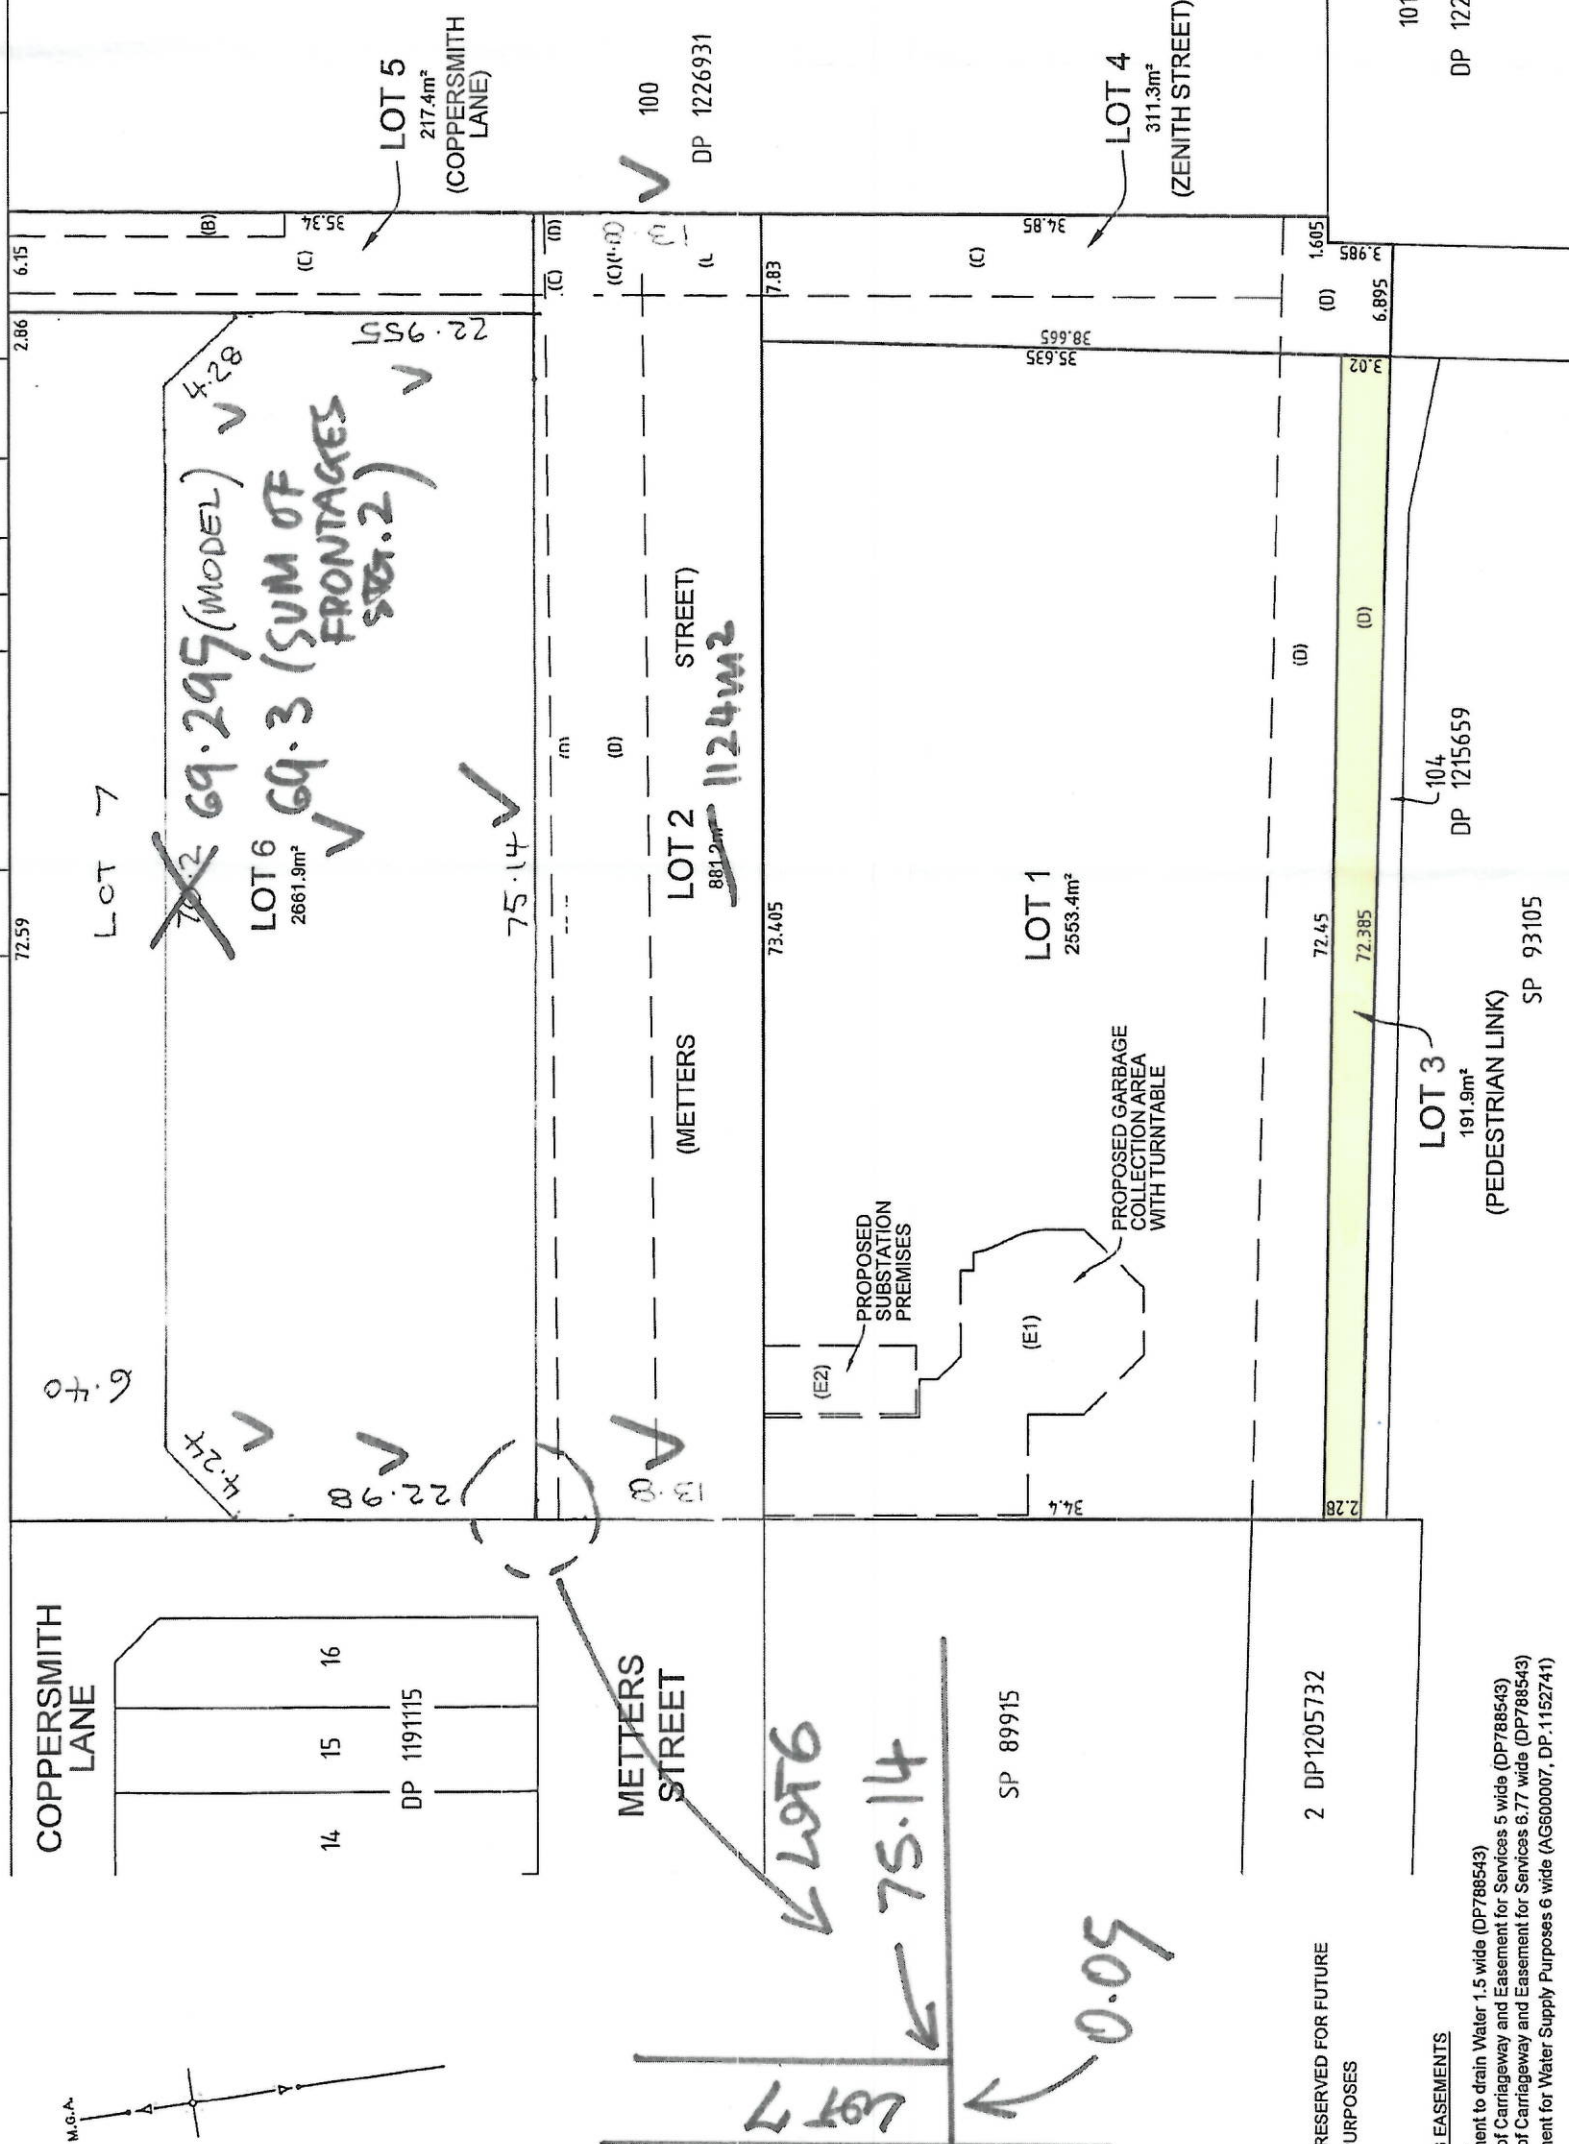 COPPERSMITH
LANE
14
15
16
DP 1191115
METTERS
STREET
SP 89915
2 DP1205732
M.G.A.
LOT 6
75.14
LOT 7
0.05
RESERVED FOR FUTURE
URPOSES
EASEMENTS
ent to drain Water 1.5 wide (DP788543)
of Carriageway and Easement for Services 5 wide (DP788543)
of Carriageway and Easement for Services 6.77 wide (DP788543)
ment for Water Supply Purposes 6 wide (AG600007, DP.1152741)
72.59
2.86
6.15
LOT 7
6.40
4.24
22.98
69.295 (MODEL)
LOT 6
2661.9m²
69.3 (SUM OF
FRONTAGES
STG.2)
4.28
22.955
75.14
(B)
35.34
(C)
LOT 5
217.4m²
(COPPERSMITH
LANE)
(C)
(D)
(D)
(D)
LOT 2
1124m2
(METTERS
STREET)
13.8
13
100
DP 1226931
73.405
7.83
(C)
34.85
38.665
35.635
LOT 4
311.3m²
(ZENITH STREET)
PROPOSED
SUBSTATION
PREMISES
(E2)
(E1)
PROPOSED GARBAGE
COLLECTION AREA
WITH TURNTABLE
LOT 1
2553.4m²
34.4
(D)
(D)
1.605
72.45
2.28
72.385
(D)
3.02
6.895
3.985
LOT 3
191.9m²
(PEDESTRIAN LINK)
104
DP 1215659
SP 93105
101
DP 122